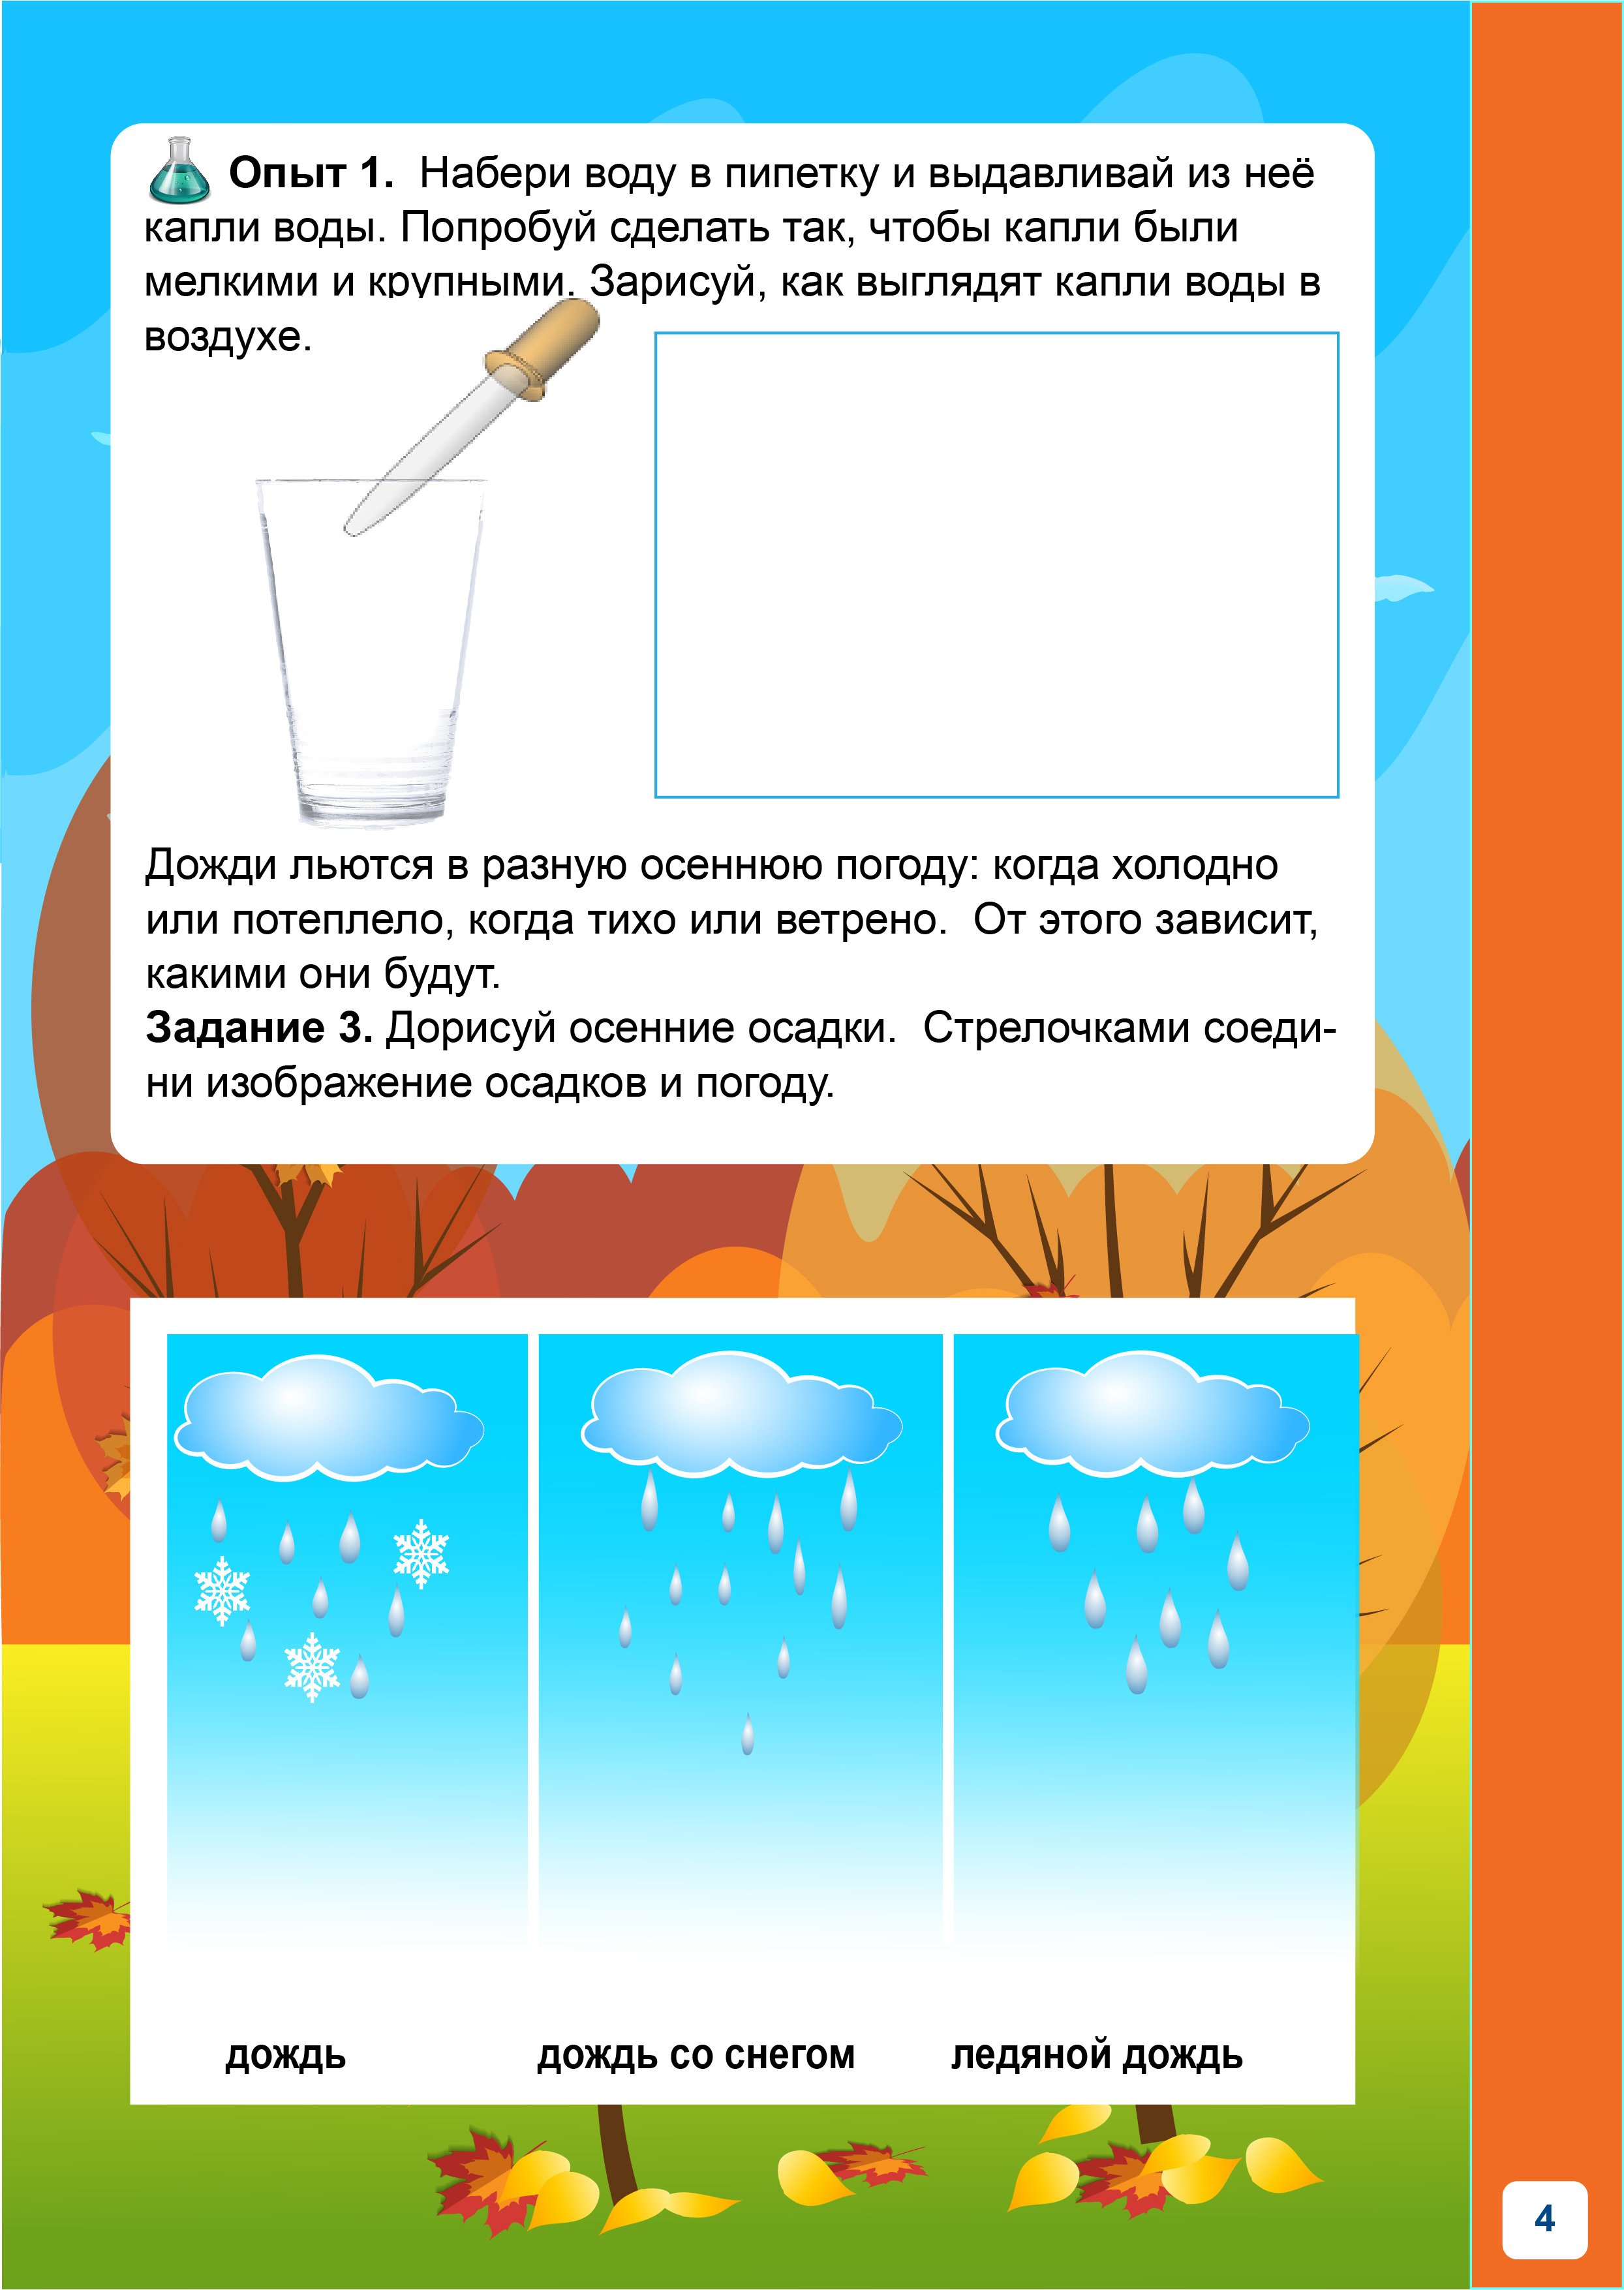 Опыт 1. Набери воду в пипетку и выдавливай из неё
капли воды. Попробуй сделать так, чтобы капли были
мелкими и крупными. Зарисуй, как выглядят капли воды в
воздухе.
Дожди льются в разную осеннюю погоду: когда холодно
или потеплело, когда тихо или ветрено. От этого зависит,
какими они будут.
Задание 3. Дорисуй осенние осадки. Стрелочками соеди-
ни изображение осадков и погоду.
дождь дождь со снегом ледяной дождь
4